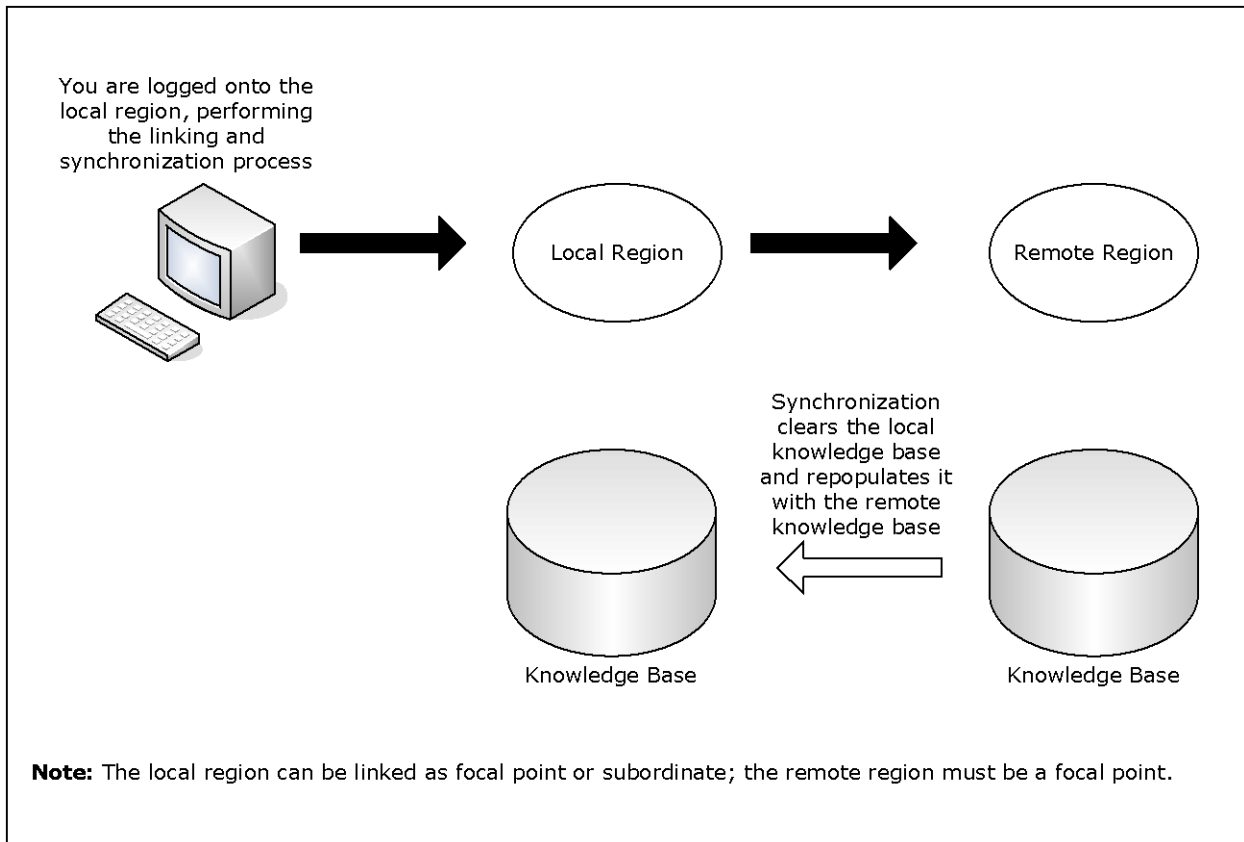 You are logged onto the
local region, performing
the linking and
synchronization process
Local Region
Remote Region
Synchronization
clears the local
knowledge base
and repopulates it
with the remote
knowledge base
Knowledge Base
Knowledge Base
Note: The local region can be linked as focal point or subordinate; the remote region must be a focal point.